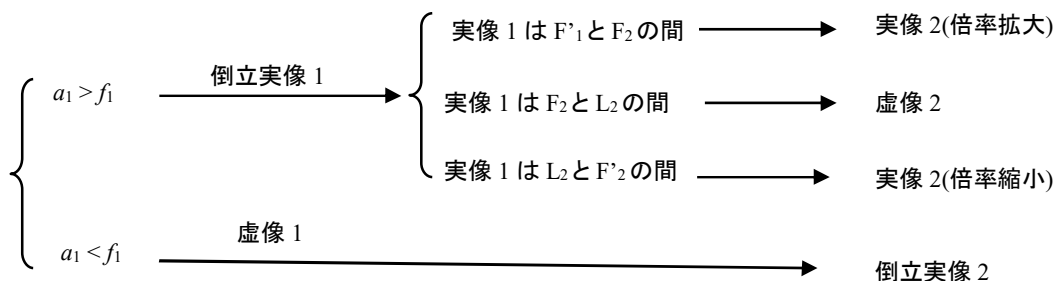 実像 1 は F’1 と F2 の間 実像 2(倍率拡大)
a1 > f1 倒立実像 1 実像 1 は F2 と L2 の間 虚像 2
実像 1 は L2 と F’2 の間 実像 2(倍率縮小)
a1 < f1 虚像 1 倒立実像 2